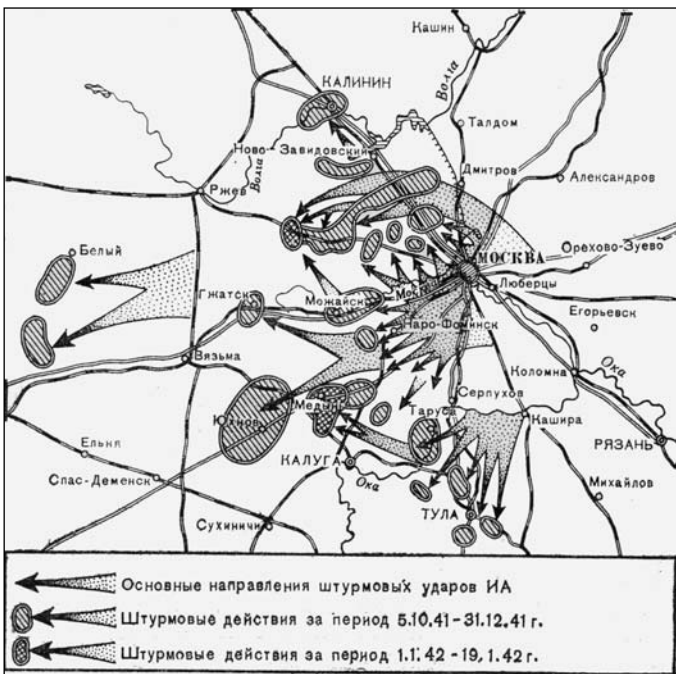 Кашин
КАЛИНИН
Волга
Талдом
Ново-Завидовский
Волга
Дмитров
Ржев
Александров
Белый
Орехово-Зуево
МОСКВА
Гжатск
Можайск
Люберцы
Егорьевск
Наро-Фоминск
Вязьма
Коломна
Ока
Серпухов
Медынь
Таруса
Кашира
Юхнов
Ельня
КАЛУГА
РЯЗАНЬ
Спас-Деменск
Ока
Михайлов
ТУЛА
Сухиничи
Основные направления штурмовых ударов ИА
Штурмовые действия за период 5.10.41-31.12.41 г.
Штурмовые действия за период 1.1.42-19.1.42 г.